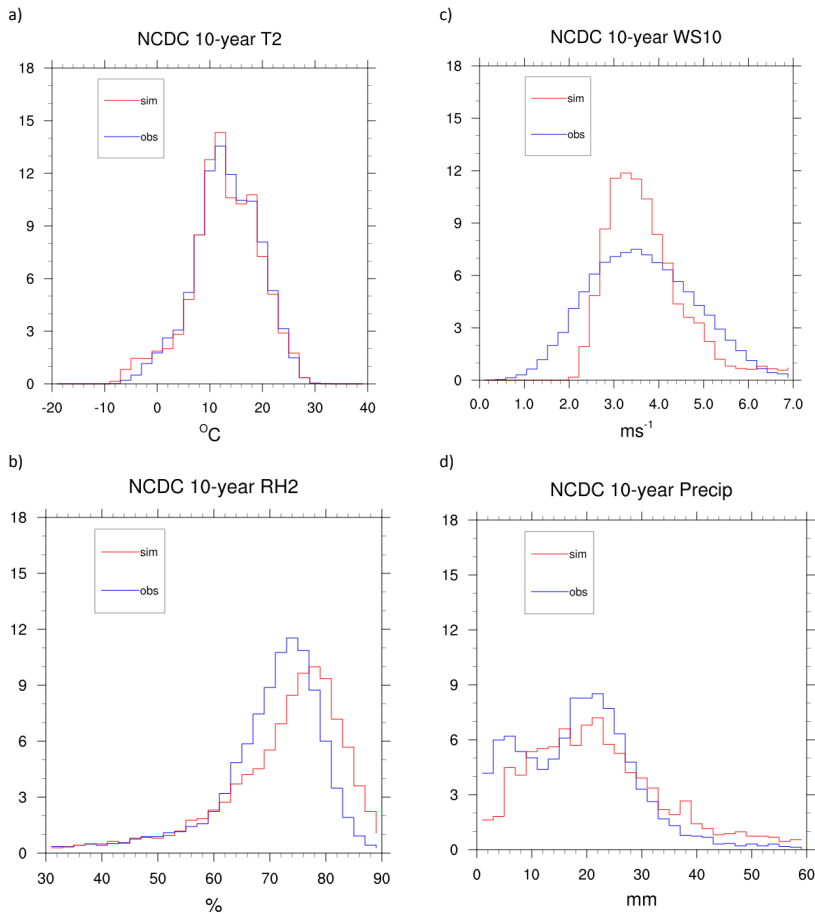 a)
NCDC 10-year T2
18
15
12
9
6
3
0
sim
obs
-20 -10 0 10 20 30 40
°C
c)
NCDC 10-year WS10
18
15
12
9
6
3
0
sim
obs
0.0 1.0 2.0 3.0 4.0 5.0 6.0 7.0
ms⁻¹
b)
NCDC 10-year RH2
18
15
12
9
6
3
0
sim
obs
30 40 50 60 70 80 90
%
d)
NCDC 10-year Precip
18
15
12
9
6
3
0
sim
obs
0 10 20 30 40 50 60
mm